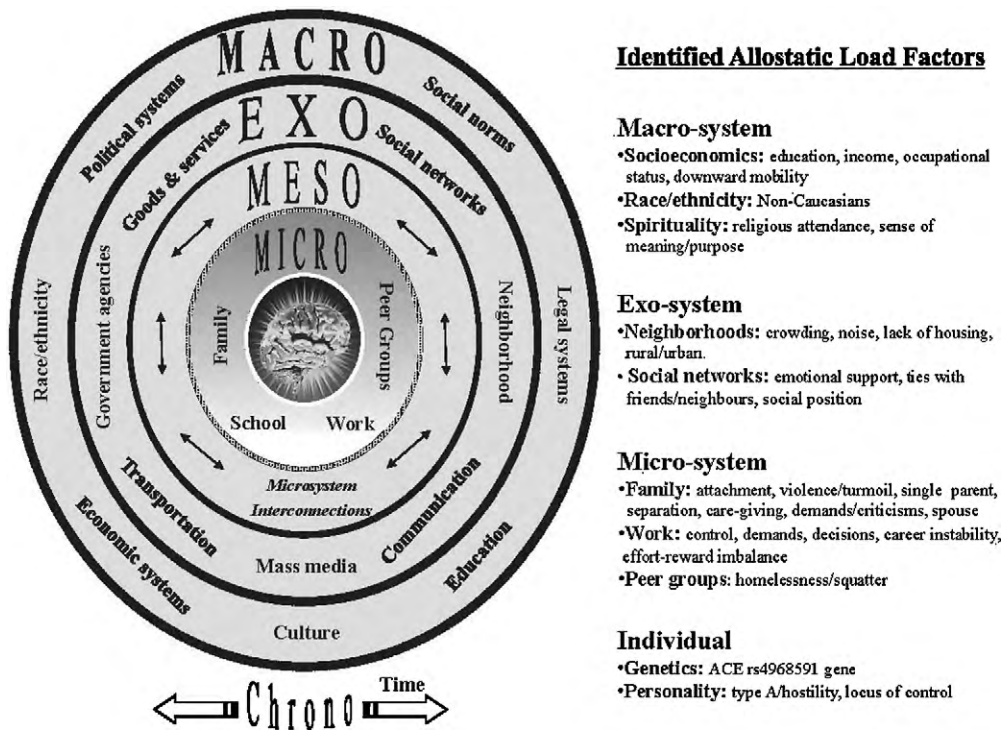 MACRO
Political systems
Social norms
Race/ethnicity
Legal systems
Economic systems
Education
Culture
EXO
Goods & services
Social networks
Government agencies
Neighborhood
Transportation
Communication
Mass media
MESO
Microsystem
Interconnections
MICRO
Family
Peer Groups
School
Work
Time
Chrono
Identified Allostatic Load Factors
Macro-system
•Socioeconomics: education, income, occupational
status, downward mobility
•Race/ethnicity: Non-Caucasians
•Spirituality: religious attendance, sense of
meaning/purpose
Exo-system
•Neighborhoods: crowding, noise, lack of housing,
rural/urban.
• Social networks: emotional support, ties with
friends/neighbours, social position
Micro-system
•Family: attachment, violence/turmoil, single parent,
separation, care-giving, demands/criticisms, spouse
•Work: control, demands, decisions, career instability,
effort-reward imbalance
•Peer groups: homelessness/squatter
Individual
•Genetics: ACE rs4968591 gene
•Personality: type A/hostility, locus of control